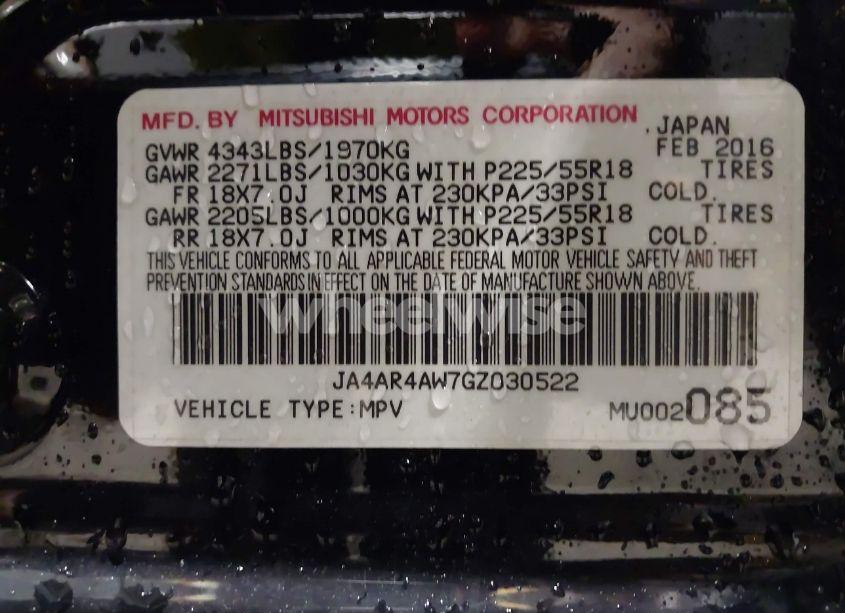 MFD. BY MITSUBISHI MOTORS CORPORATION , JAPAN
GVWR 4343LBS/1970KG FEB 2016
GAWR 2271LBS/1030KG WITH P225/55R18 TIRES
FR 18X7.0J RIMS AT 230KPA/33PSI COLD.
GAWR 2205LBS/1000KG WITH P225/55R18 TIRES
RR 18X7.0J RIMS AT 230KPA/33PSI COLD.
THIS VEHICLE CONFORMS TO ALL APPLICABLE FEDERAL MOTOR VEHICLE SAFETY AND THEFT
PREVENTION STANDARDS IN EFFECT ON THE DATE OF MANUFACTURE SHOWN ABOVE.
wheelwise
JA4AR4AW7GZ030522
VEHICLE TYPE:MPV MU002085